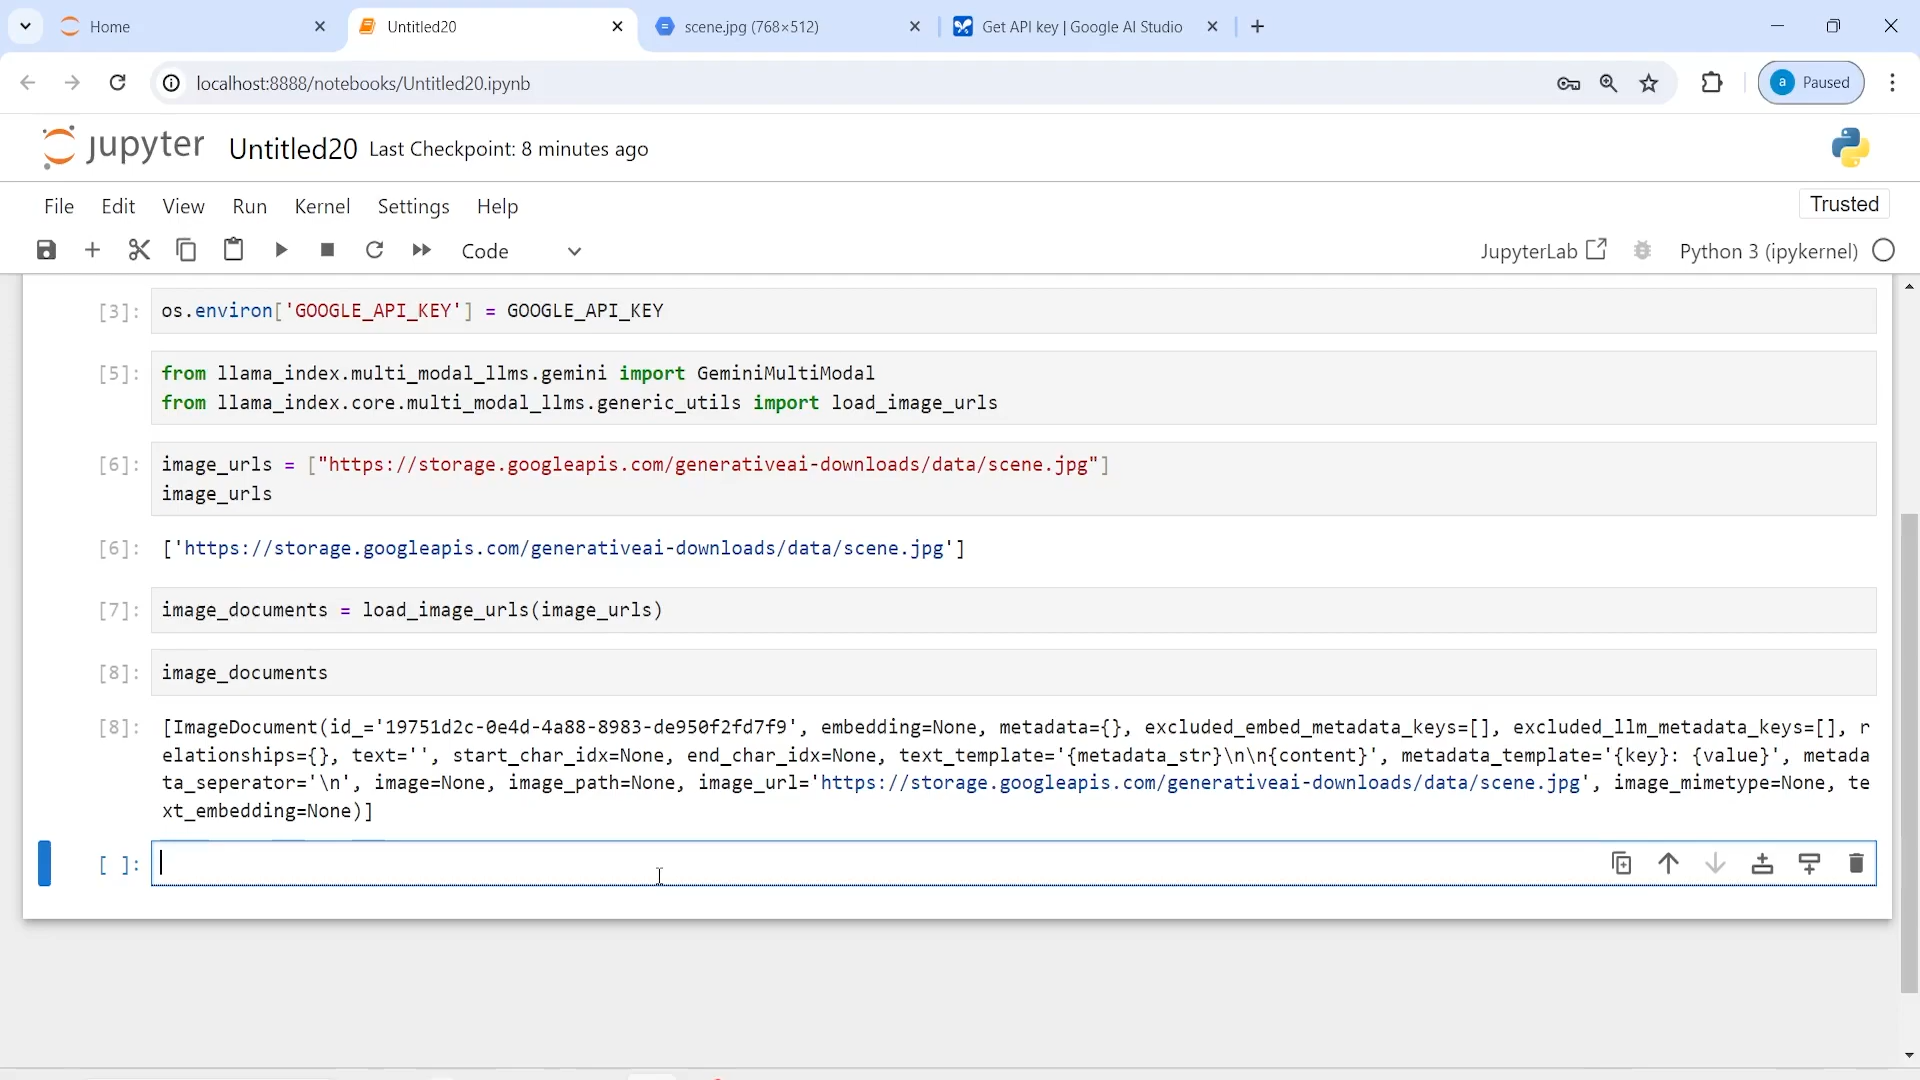 Home
Untitled20
scene.jpg (768×512)
Get API key | Google AI Studio
localhost:8888/notebooks/Untitled20.ipynb
a Paused
jupyter Untitled20 Last Checkpoint: 8 minutes ago
File Edit View Run Kernel Settings Help
Trusted
Code
JupyterLab
Python 3 (ipykernel)
[3]: os.environ['GOOGLE_API_KEY'] = GOOGLE_API_KEY
[5]: from llama_index.multi_modal_llms.gemini import GeminiMultiModal
from llama_index.core.multi_modal_llms.generic_utils import load_image_urls
[6]: image_urls = ["https://storage.googleapis.com/generativeai-downloads/data/scene.jpg"]
image_urls
[6]: ['https://storage.googleapis.com/generativeai-downloads/data/scene.jpg']
[7]: image_documents = load_image_urls(image_urls)
[8]: image_documents
[8]: [ImageDocument(id_='19751d2c-0e4d-4a88-8983-de950f2fd7f9', embedding=None, metadata={}, excluded_embed_metadata_keys=[], excluded_llm_metadata_keys=[], r
elationships={}, text='', start_char_idx=None, end_char_idx=None, text_template='{metadata_str}\n\n{content}', metadata_template='{key}: {value}', metada
ta_seperator='\n', image=None, image_path=None, image_url='https://storage.googleapis.com/generativeai-downloads/data/scene.jpg', image_mimetype=None, te
xt_embedding=None)]
[ ]: